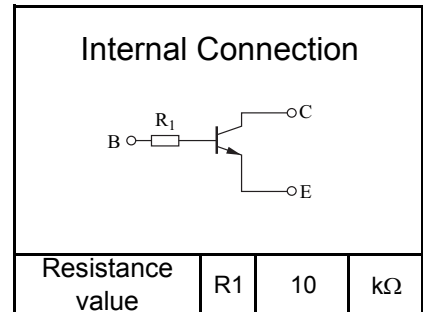 Internal Connection
C
R1
B
E
Resistance value R1 10 kΩ